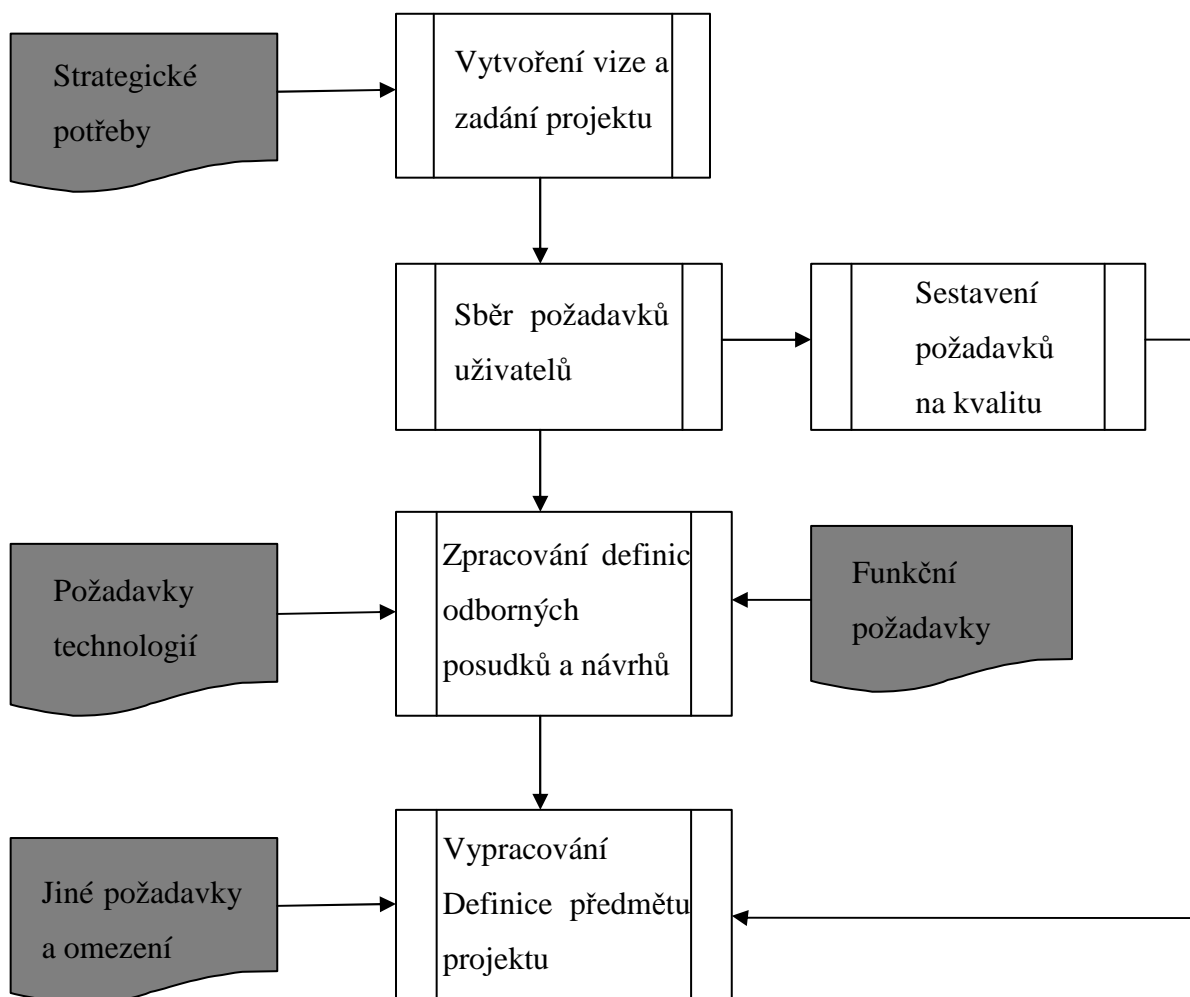 Strategické
potřeby
Vytvoření vize a
zadání projektu
Sběr požadavků
uživatelů
Sestavení
požadavků
na kvalitu
Požadavky
technologií
Zpracování definic
odborných
posudků a návrhů
Funkční
požadavky
Jiné požadavky
a omezení
Vypracování
Definice předmětu
projektu